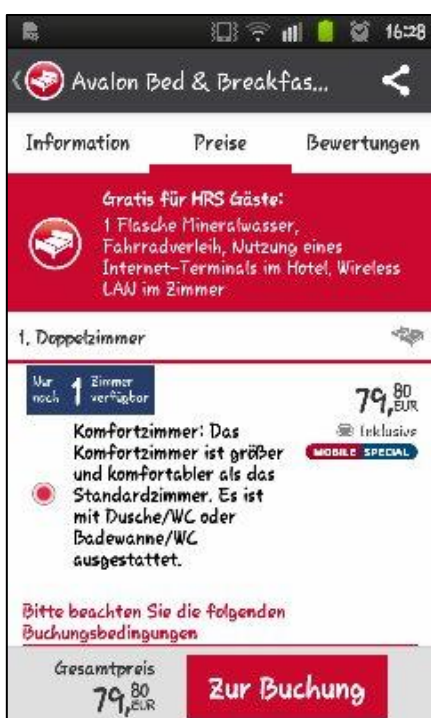 16:28
Avalon Bed & Breakfas...
Information Preise Bewertungen
Gratis für HRS Gäste:
1 Flasche Mineralwasser,
Fahrradverleih, Nutzung eines
Internet-Terminals im Hotel, Wireless
LAN im Zimmer
1. Doppelzimmer
Nur noch 1 Zimmer verfügbar
79,80 EUR
Inklusive
MOBILE SPECIAL
Komfortzimmer: Das
Komfortzimmer ist größer
und komfortabler als das
Standardzimmer. Es ist
mit Dusche/WC oder
Badewanne/WC
ausgestattet.
Bitte beachten Sie die folgenden
Buchungsbedingungen
Gesamtpreis
79,80 EUR
Zur Buchung